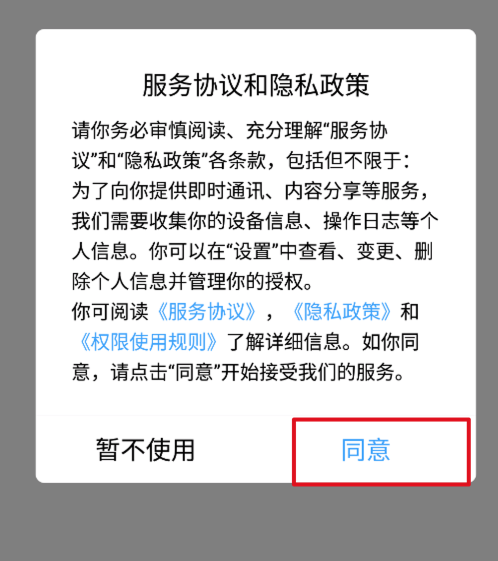 服务协议和隐私政策
请你务必审慎阅读、充分理解“服务协
议”和“隐私政策”各条款，包括但不限于：
为了向你提供即时通讯、内容分享等服务，
我们需要收集你的设备信息、操作日志等个
人信息。你可以在“设置”中查看、变更、删
除个人信息并管理你的授权。
你可阅读《服务协议》，《隐私政策》和
《权限使用规则》了解详细信息。如你同
意，请点击“同意”开始接受我们的服务。
暂不使用
同意